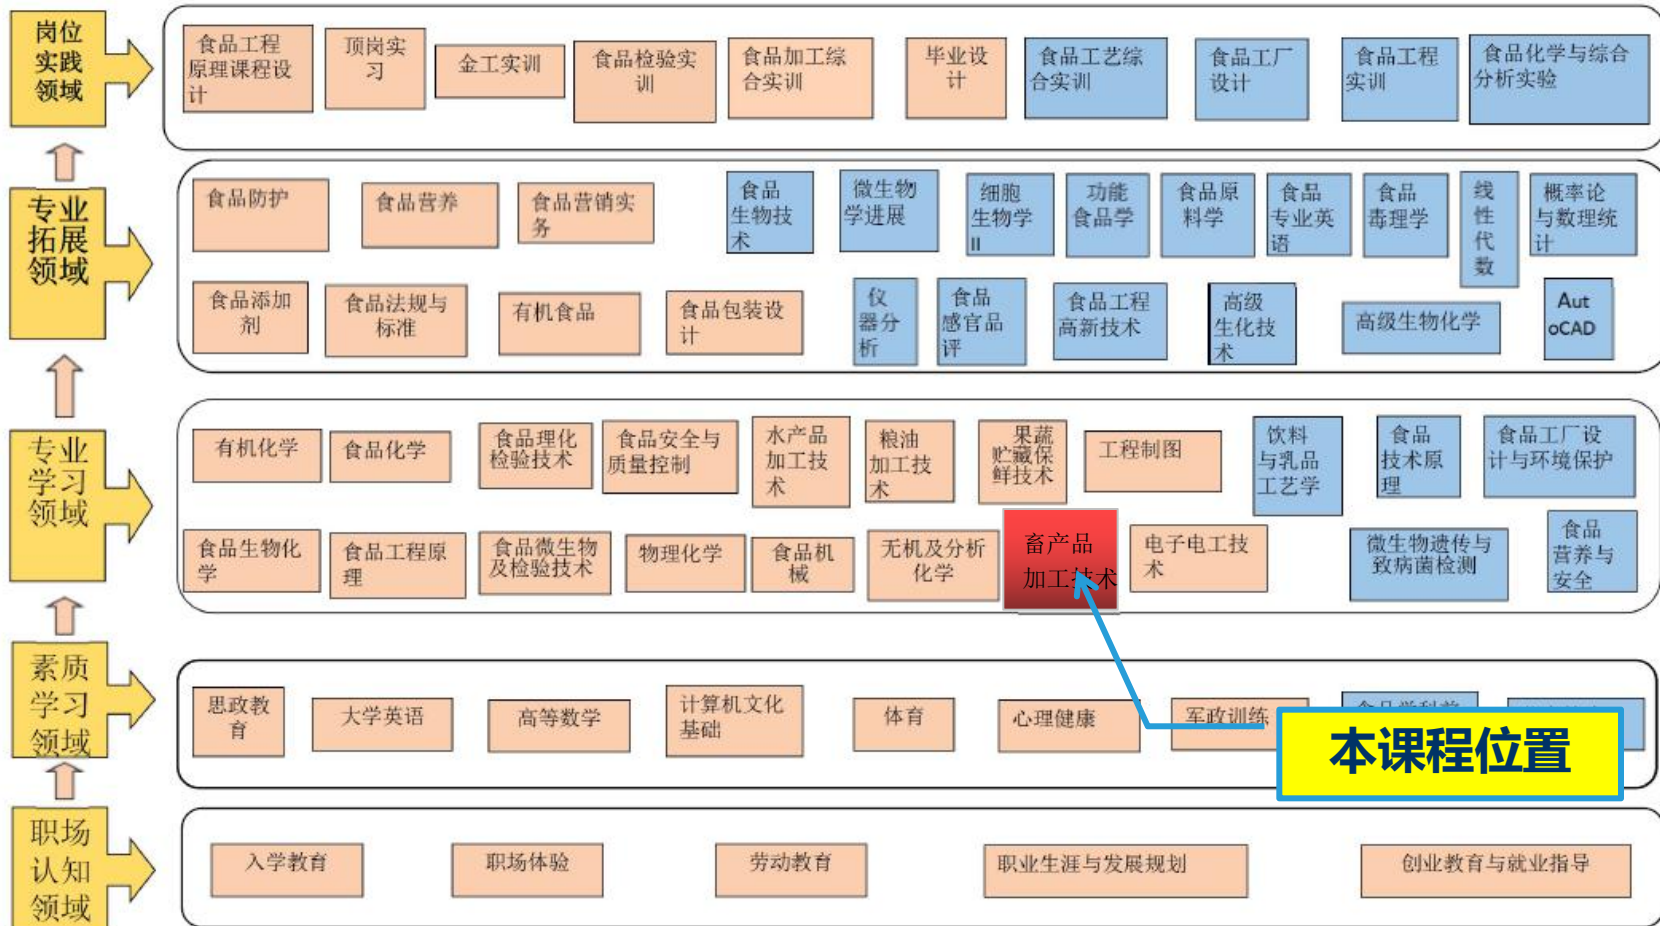 岗位
实践
领域
食品工程
原理课程设
计
顶岗实
习
金工实训
食品检验实
训
食品加工综
合实训
毕业设
计
食品工艺综
合实训
食品工厂
设计
食品工程
实训
食品化学与综合
分析实验
专业
拓展
领域
食品防护
食品营养
食品营销实
务
食品
生物技
术
微生物
学进展
细胞
生物学
II
功能
食品学
食品原
料学
食品
专业英
语
食品
毒理学
线
性
代
数
概率论
与数理统
计
食品添加
剂
食品法规与
标准
有机食品
食品包装设
计
仪
器分
析
食品
感官品
评
食品工程
高新技术
高级
生化技
术
高级生物化学
Aut
oCAD
专业
学习
领域
有机化学
食品化学
食品理化
检验技术
食品安全与
质量控制
水产品
加工技
术
粮油
加工技
术
果蔬
贮藏保
鲜技术
工程制图
饮料
与乳品
工艺学
食品
技术原
理
食品工厂设
计与环境保护
食品生物化
学
食品工程原
理
食品微生物
及检验技术
物理化学
食品机
械
无机及分析
化学
畜产品
加工技术
电子电工技
术
微生物遗传与
致病菌检测
食品
营养与
安全
素质
学习
领域
思政教
育
大学英语
高等数学
计算机文化
基础
体育
心理健康
军政训练
本课程位置
职场
认知
领域
入学教育
职场体验
劳动教育
职业生涯与发展规划
创业教育与就业指导